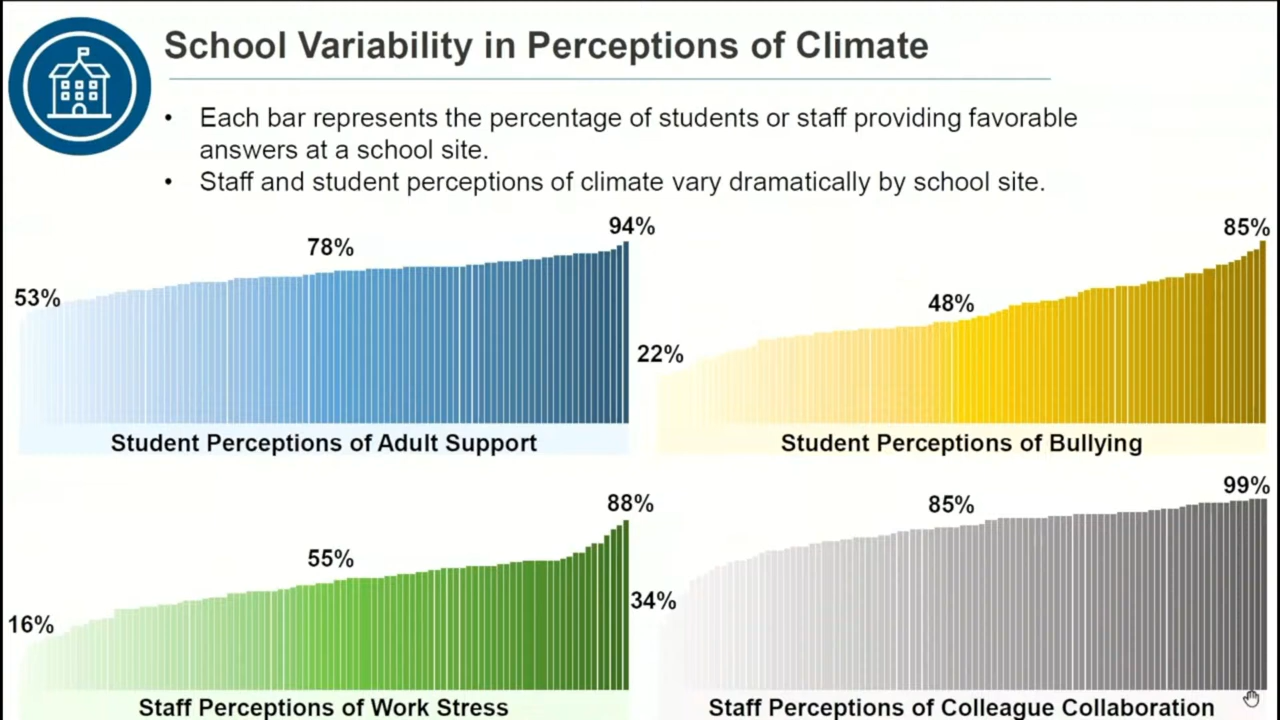 School Variability in Perceptions of Climate
• Each bar represents the percentage of students or staff providing favorable
answers at a school site.
• Staff and student perceptions of climate vary dramatically by school site.
53%
78%
94%
Student Perceptions of Adult Support
22%
48%
85%
Student Perceptions of Bullying
16%
55%
88%
Staff Perceptions of Work Stress
34%
85%
99%
Staff Perceptions of Colleague Collaboration